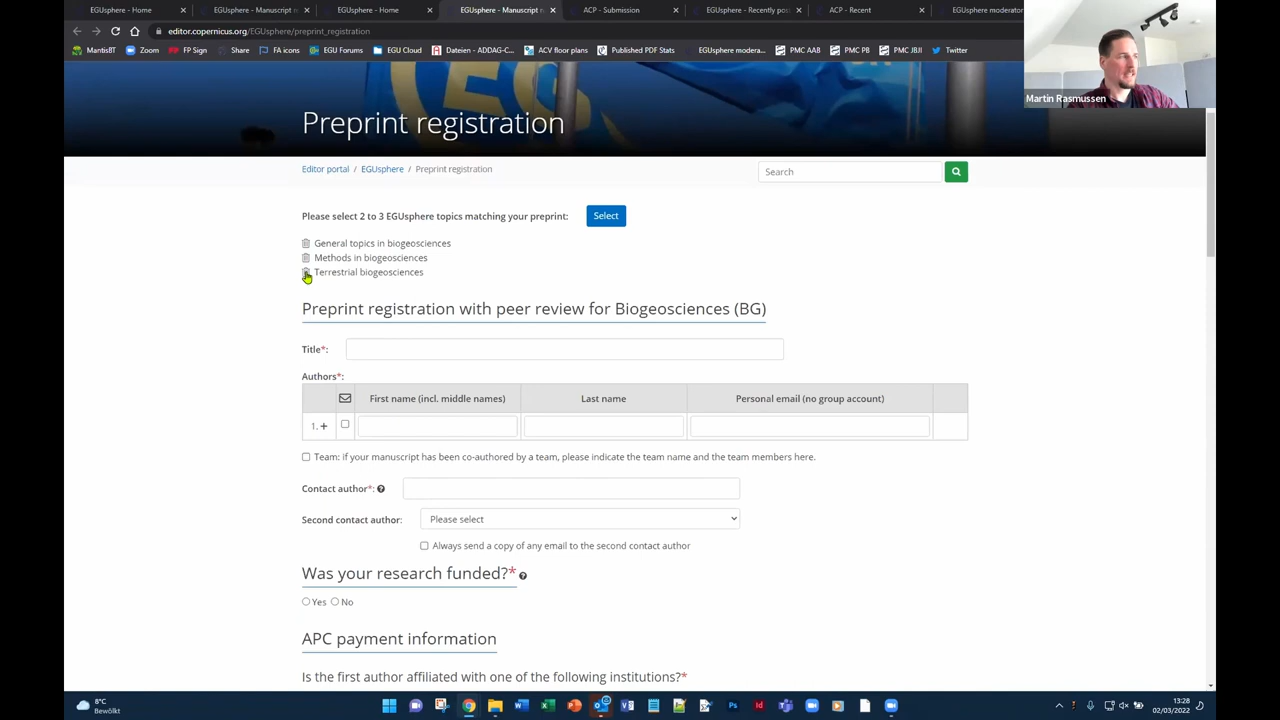 EGUsphere - Home
EGUsphere - Manuscript r
EGUsphere - Home
EGUsphere - Manuscript r
ACP - Submission
EGUsphere - Recently pos
ACP - Recent
EGUsphere moderat
editor.copernicus.org/EGUsphere/preprint_registration
MantisBT
Zoom
FP Sign
Share
FA icons
EGU Forums
EGU Cloud
Dateien - ADDAG-C...
ACV floor plans
Published PDF Stats
EGUsphere modera...
PMC AAB
PMC PB
PMC JBJI
Twitter
Martin Rasmussen
Preprint registration
Editor portal / EGUsphere / Preprint registration
Search
Please select 2 to 3 EGUsphere topics matching your preprint:
Select
General topics in biogeosciences
Methods in biogeosciences
Terrestrial biogeosciences
Preprint registration with peer review for Biogeosciences (BG)
Title*:
Authors*:
First name (incl. middle names)
Last name
Personal email (no group account)
1. +
Team: if your manuscript has been co-authored by a team, please indicate the team name and the team members here.
Contact author*:
Second contact author:
Please select
Always send a copy of any email to the second contact author
Was your research funded?*
Yes No
APC payment information
Is the first author affiliated with one of the following institutions?*
8°C
Bewölkt
13:28
02/03/2022